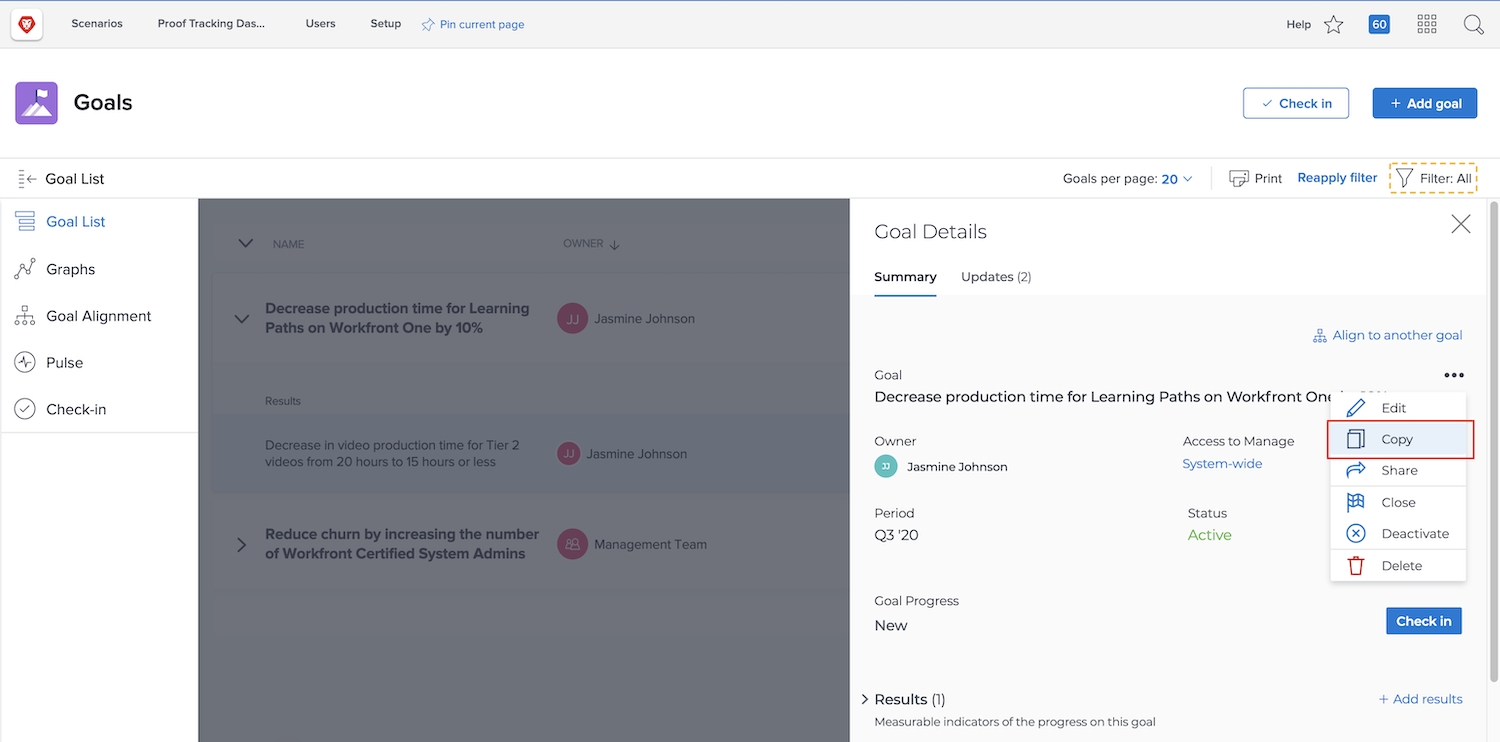 Scenarios
Proof Tracking Das...
Users
Setup
Pin current page
Help
60
Goals
Check in
+ Add goal
Goal List
Goals per page: 20
Print
Reapply filter
Filter: All
Goal List
Graphs
Goal Alignment
Pulse
Check-in
NAME
OWNER
Decrease production time for Learning
Paths on Workfront One by 10%
JJ
Jasmine Johnson
Results
Decrease in video production time for Tier 2
videos from 20 hours to 15 hours or less
JJ
Jasmine Johnson
Reduce churn by increasing the number
of Workfront Certified System Admins
Management Team
Goal Details
Summary
Updates (2)
Align to another goal
Goal
Decrease production time for Learning Paths on Workfront One
Owner
JJ
Jasmine Johnson
Access to Manage
System-wide
Period
Q3 '20
Status
Active
Edit
Copy
Share
Close
Deactivate
Delete
Goal Progress
New
Check in
Results (1)
+ Add results
Measurable indicators of the progress on this goal